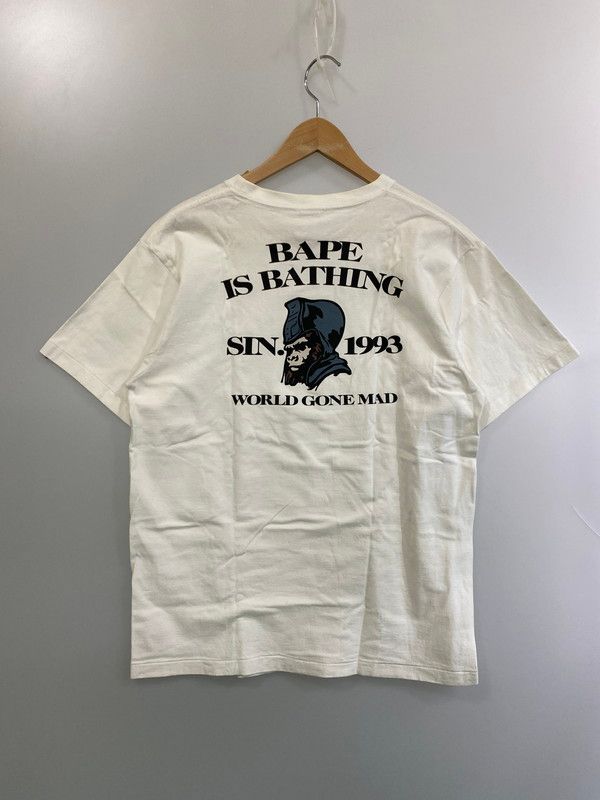 BAPE
IS BATHING
SIN. 1993
WORLD GONE MAD